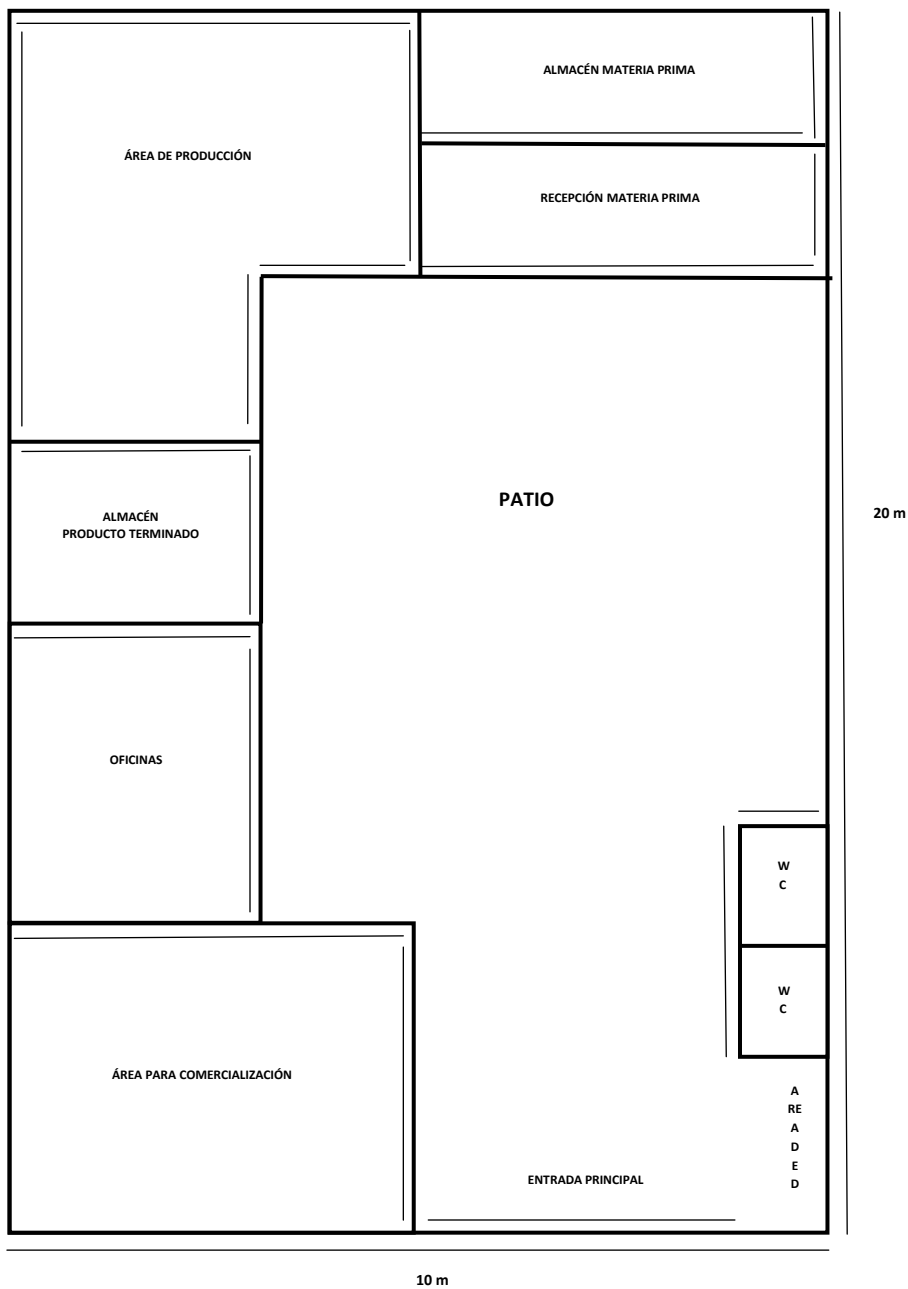 ALMACÉN MATERIA PRIMA
ÁREA DE PRODUCCIÓN
RECEPCIÓN MATERIA PRIMA
PATIO
20 m
ALMACÉN
PRODUCTO TERMINADO
OFICINAS
W
C
W
C
ÁREA PARA COMERCIALIZACIÓN
A
RE
A
D
E
D
ENTRADA PRINCIPAL
10 m